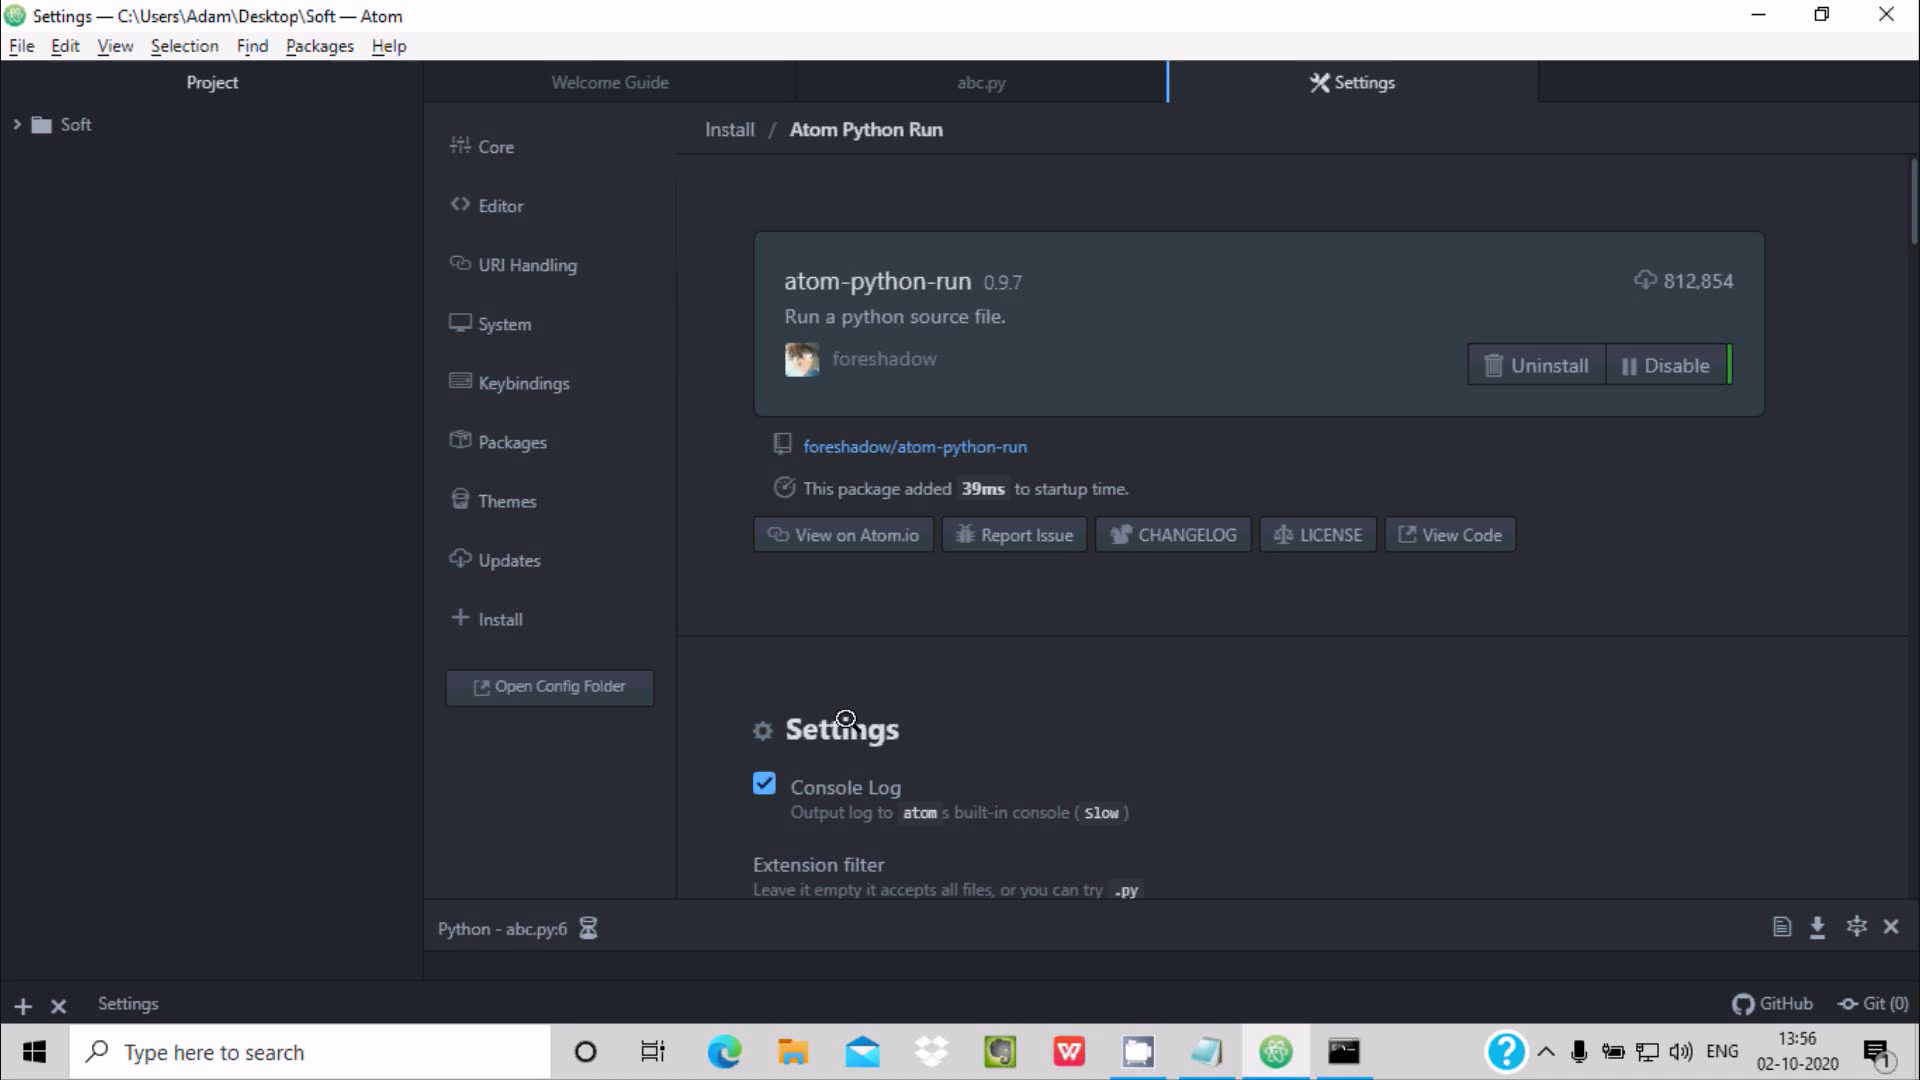 Settings — C:\Users\Adam\Desktop\Soft — Atom
File Edit View Selection Find Packages Help
Project
Welcome Guide
abc.py
Settings
Soft
Core
Editor
URI Handling
System
Keybindings
Packages
Themes
Updates
Install
Open Config Folder
Install / Atom Python Run
atom-python-run 0.9.7
812,854
Run a python source file.
foreshadow
Uninstall
Disable
foreshadow/atom-python-run
This package added 39ms to startup time.
View on Atom.io
Report Issue
CHANGELOG
LICENSE
View Code
Settings
Console Log
Output log to atom s built-in console ( Slow )
Extension filter
Leave it empty it accepts all files, or you can try .py
Python - abc.py:6
Settings
GitHub
Git (0)
Type here to search
ENG
13:56
02-10-2020
1